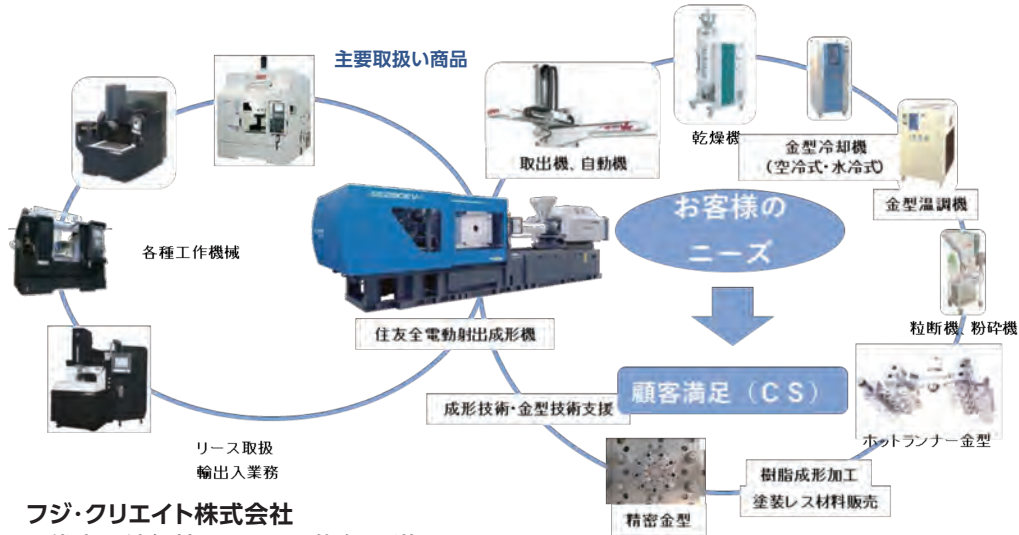 主要取扱い商品
取出機、自動機
乾燥機
金型冷却機
(空冷式・水冷式)
金型温調機
お客様の
ニーズ
各種工作機械
粒断機、粉砕機
住友全電動射出成形機
顧客満足（ＣＳ）
成形技術・金型技術支援
ホットランナー金型
リース取扱
輸出入業務
樹脂成形加工
塗装レス材料販売
精密金型
フジ・クリエイト株式会社